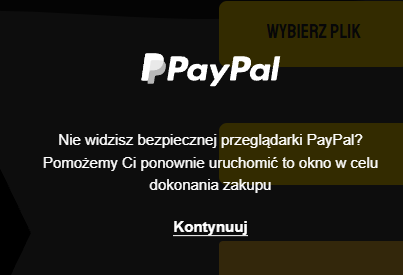 WYBIERZ PLIK
PayPal
Nie widzisz bezpiecznej przeglądarki PayPal?
Pomożemy Ci ponownie uruchomić to okno w celu
dokonania zakupu
Kontynuuj